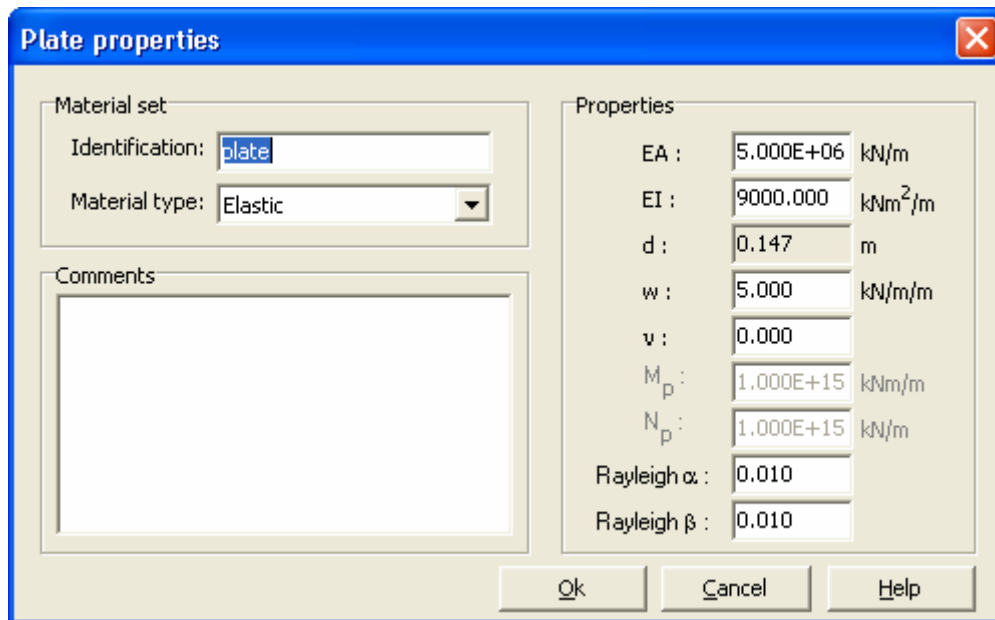 Plate properties
Material set
Identification: plate
Material type: Elastic
Comments
Properties
EA : 5.000E+06 kN/m
EI : 9000.000 kNm²/m
d : 0.147 m
w : 5.000 kN/m/m
ν : 0.000
Mp : 1.000E+15 kNm/m
Np : 1.000E+15 kN/m
Rayleigh α : 0.010
Rayleigh β : 0.010
Ok Cancel Help